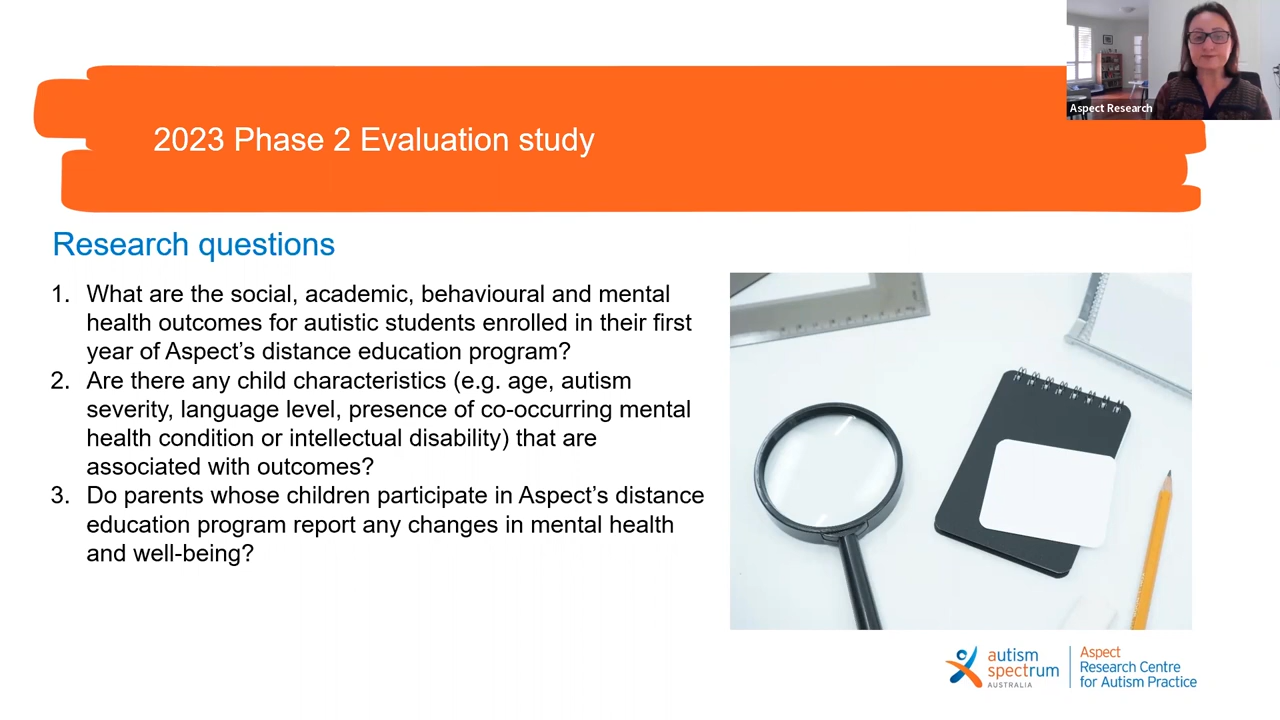 Aspect Research
2023 Phase 2 Evaluation study
Research questions
1. What are the social, academic, behavioural and mental
health outcomes for autistic students enrolled in their first
year of Aspect's distance education program?
2. Are there any child characteristics (e.g. age, autism
severity, language level, presence of co-occurring mental
health condition or intellectual disability) that are
associated with outcomes?
3. Do parents whose children participate in Aspect's distance
education program report any changes in mental health
and well-being?
autism
spectrum
AUSTRALIA
Aspect
Research Centre
for Autism Practice